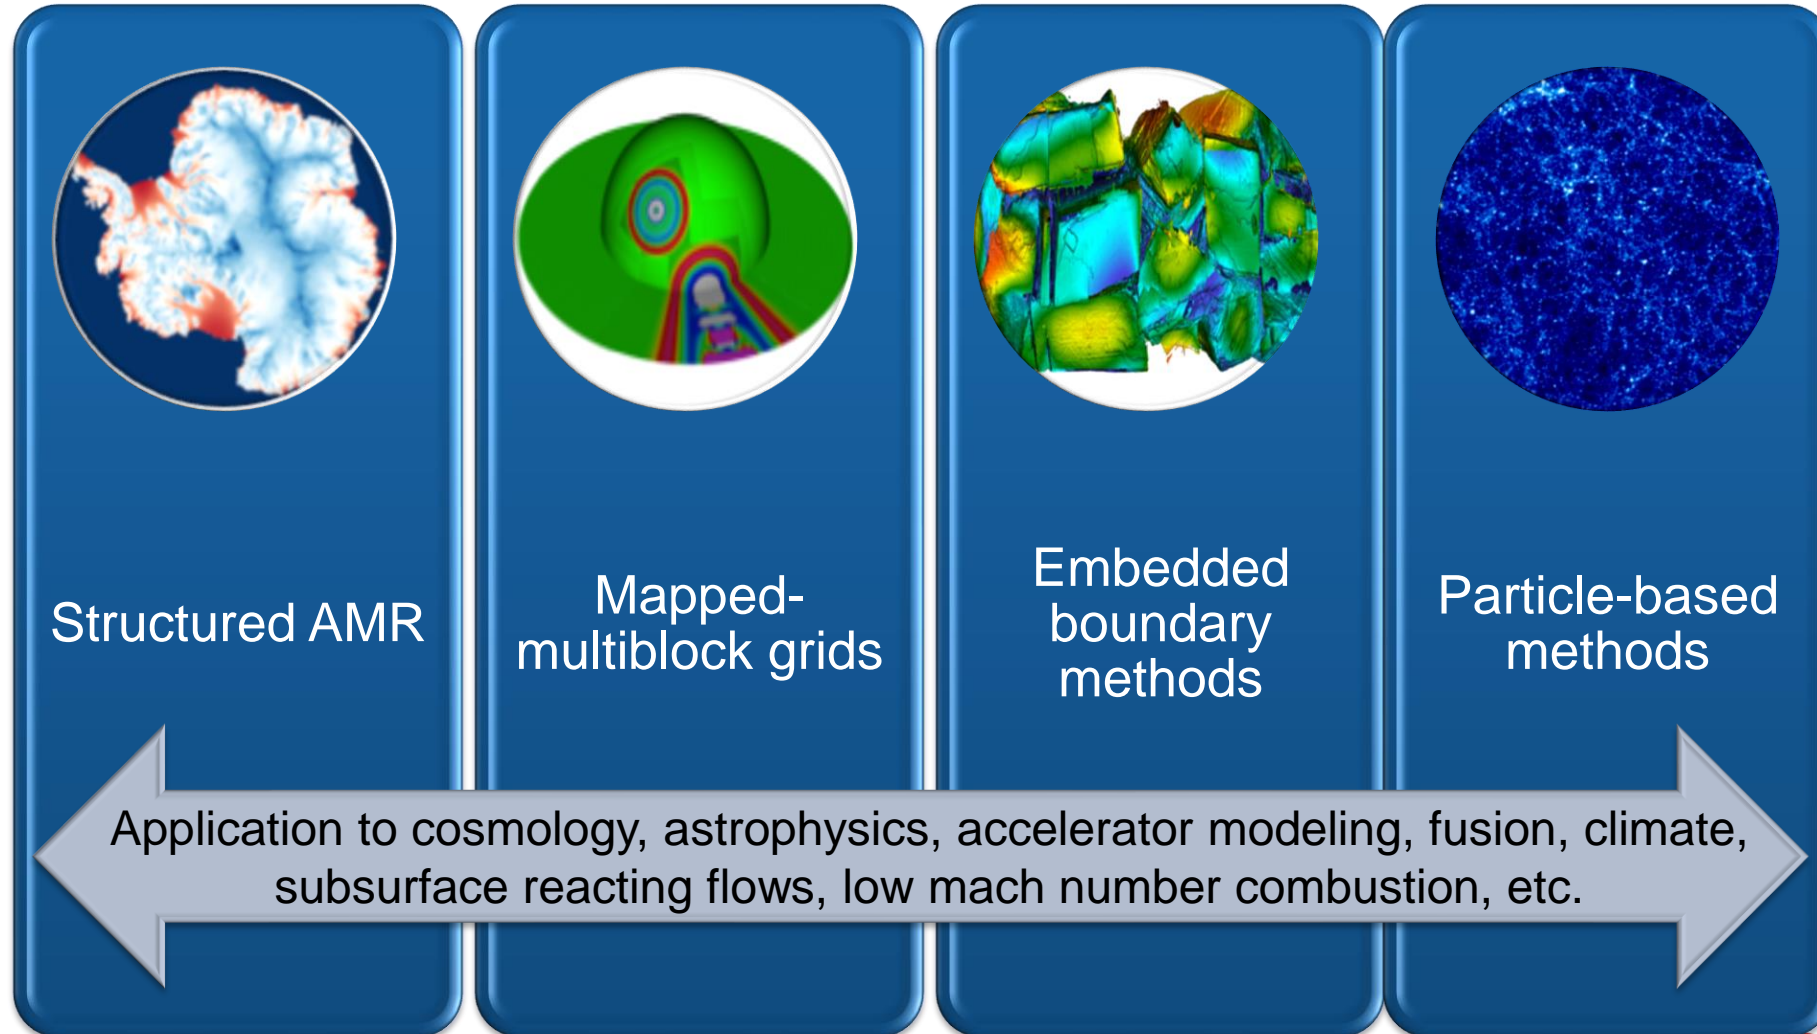 Structured AMR
Mapped-
multiblock grids
Embedded
boundary
methods
Particle-based
methods
Application to cosmology, astrophysics, accelerator modeling, fusion, climate,
subsurface reacting flows, low mach number combustion, etc.